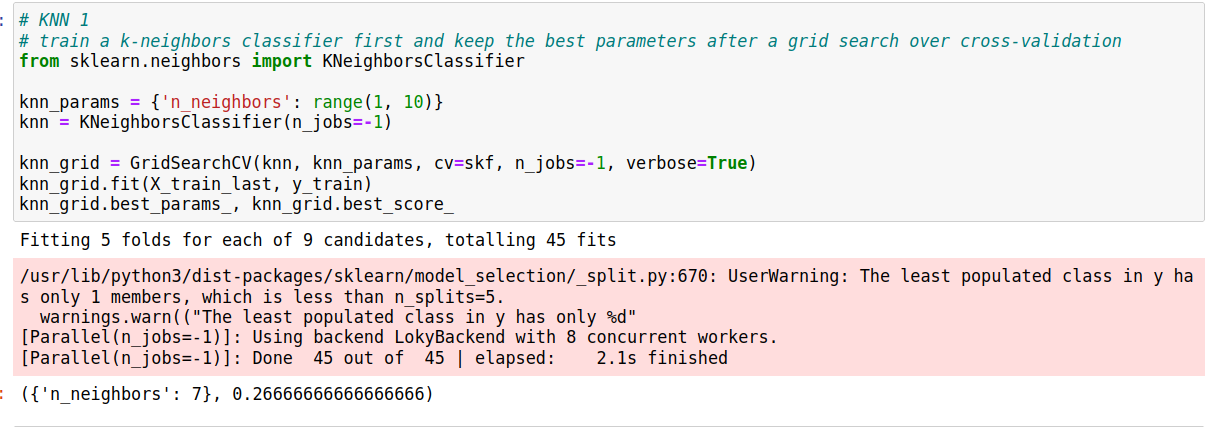 # KNN 1
# train a k-neighbors classifier first and keep the best parameters after a grid search over cross-validation
from sklearn.neighbors import KNeighborsClassifier
knn_params = {'n_neighbors': range(1, 10)}
knn = KNeighborsClassifier(n_jobs=-1)
knn_grid = GridSearchCV(knn, knn_params, cv=skf, n_jobs=-1, verbose=True)
knn_grid.fit(X_train_last, y_train)
knn_grid.best_params_, knn_grid.best_score_
Fitting 5 folds for each of 9 candidates, totalling 45 fits
/usr/lib/python3/dist-packages/sklearn/model_selection/_split.py:670: UserWarning: The least populated class in y ha
s only 1 members, which is less than n_splits=5.
  warnings.warn(("The least populated class in y has only %d"
[Parallel(n_jobs=-1)]: Using backend LokyBackend with 8 concurrent workers.
[Parallel(n_jobs=-1)]: Done  45 out of  45 | elapsed:    2.1s finished
({'n_neighbors': 7}, 0.26666666666666666)